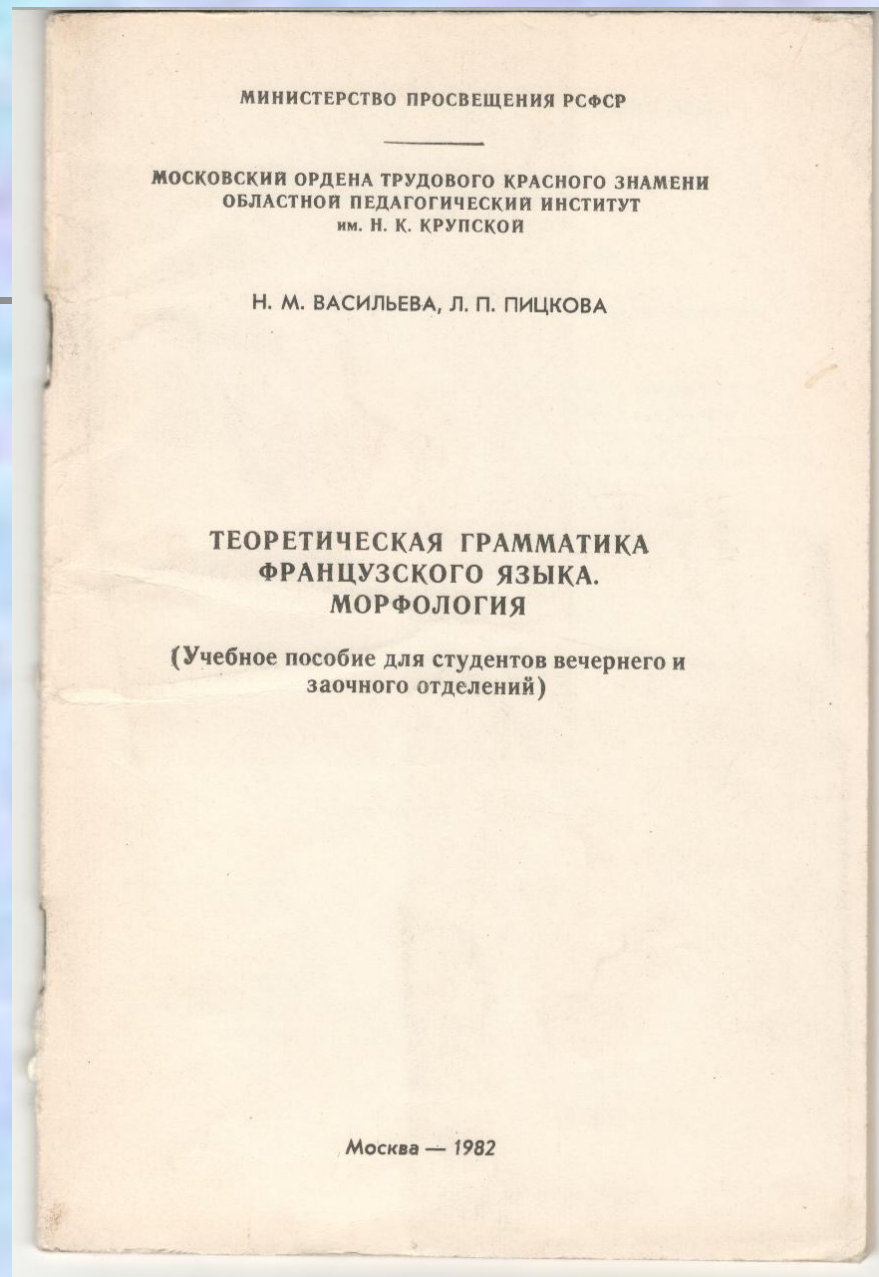 МИНИСТЕРСТВО ПРОСВЕЩЕНИЯ РСФСР
МОСКОВСКИЙ ОРДЕНА ТРУДОВОГО КРАСНОГО ЗНАМЕНИ
ОБЛАСТНОЙ ПЕДАГОГИЧЕСКИЙ ИНСТИТУТ
им. Н. К. КРУПСКОЙ
Н. М. ВАСИЛЬЕВА, Л. П. ПИЦКОВА
ТЕОРЕТИЧЕСКАЯ ГРАММАТИКА
ФРАНЦУЗСКОГО ЯЗЫКА.
МОРФОЛОГИЯ
(Учебное пособие для студентов вечернего и
заочного отделений)
Москва — 1982